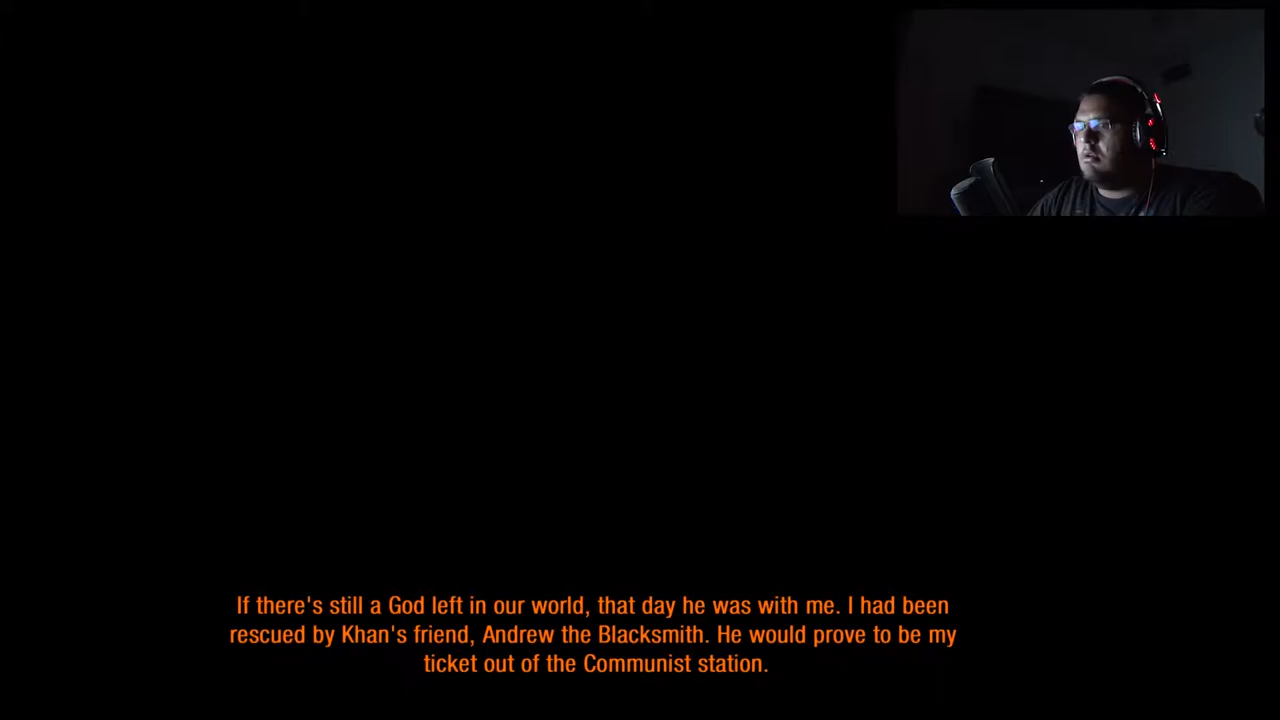 If there's still a God left in our world, that day he was with me. I had been
rescued by Khan's friend, Andrew the Blacksmith. He would prove to be my
ticket out of the Communist station.